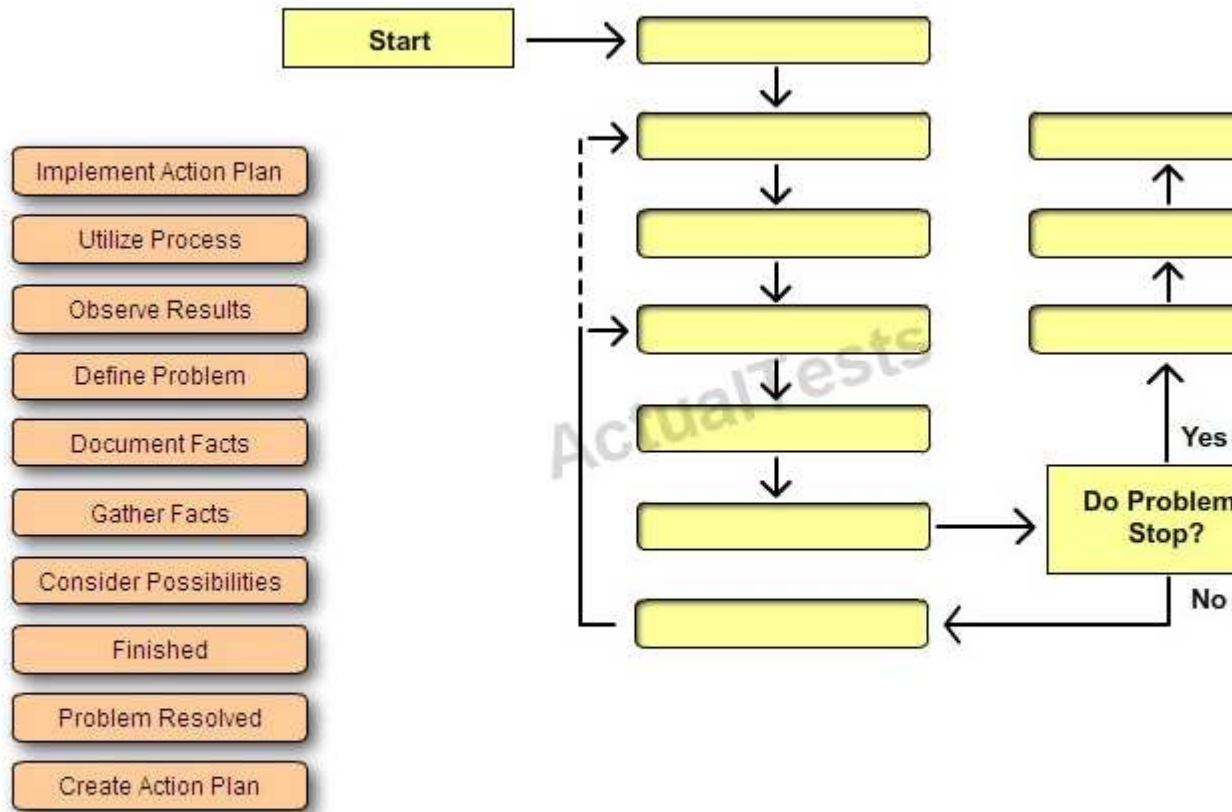 Start
Implement Action Plan
Utilize Process
Observe Results
Define Problem
Document Facts
Gather Facts
Consider Possibilities
Finished
Problem Resolved
Create Action Plan
ActualTests
Yes
Do Problem
Stop?
No